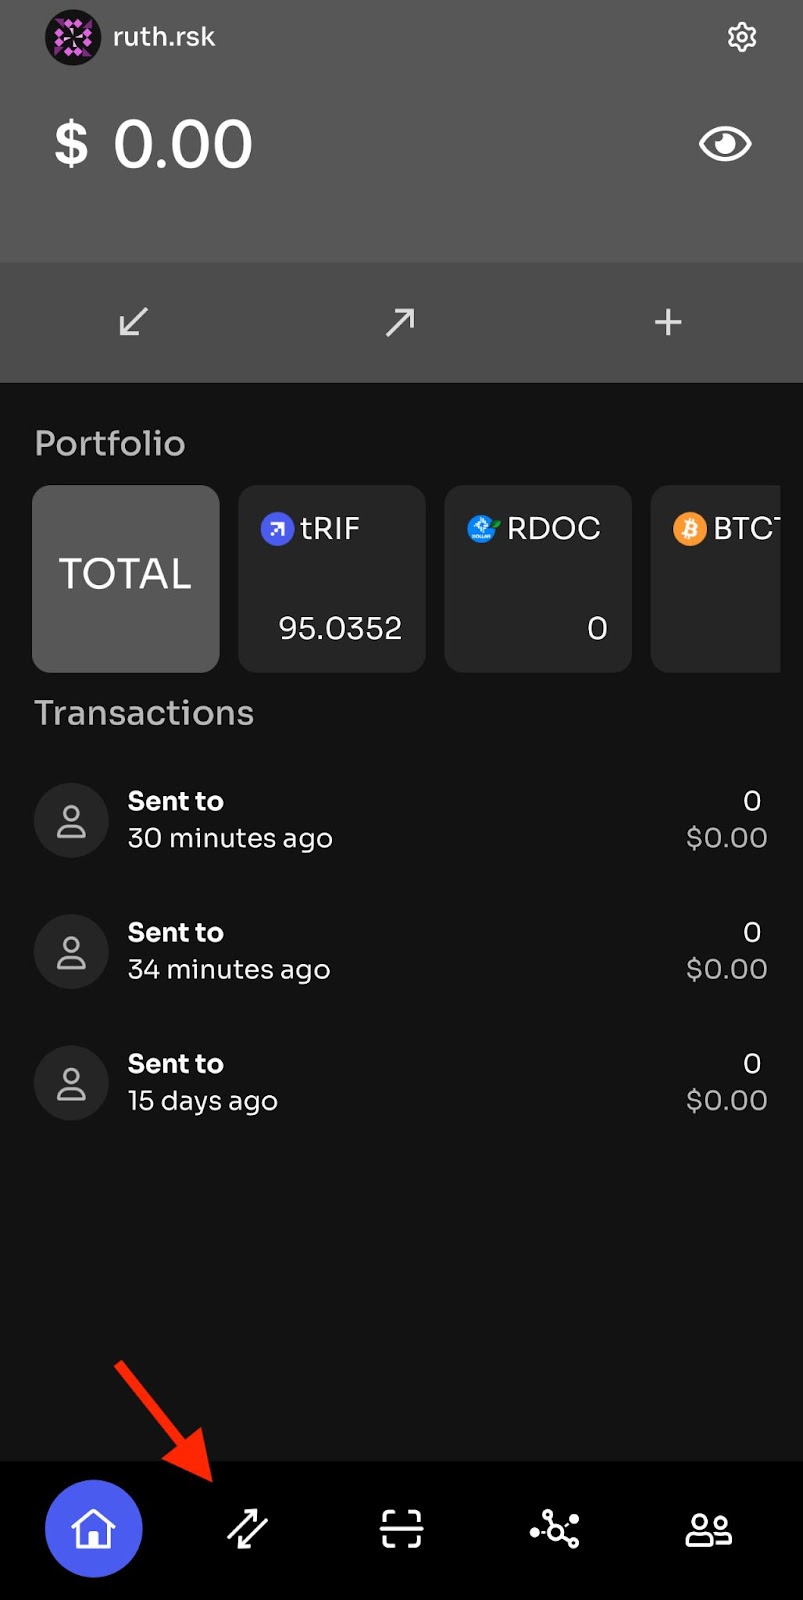 ruth.rsk
$ 0.00
Portfolio
TOTAL
tRIF
95.0352
RDOC
0
BTC
Transactions
Sent to
0
30 minutes ago
$0.00
Sent to
0
34 minutes ago
$0.00
Sent to
0
15 days ago
$0.00